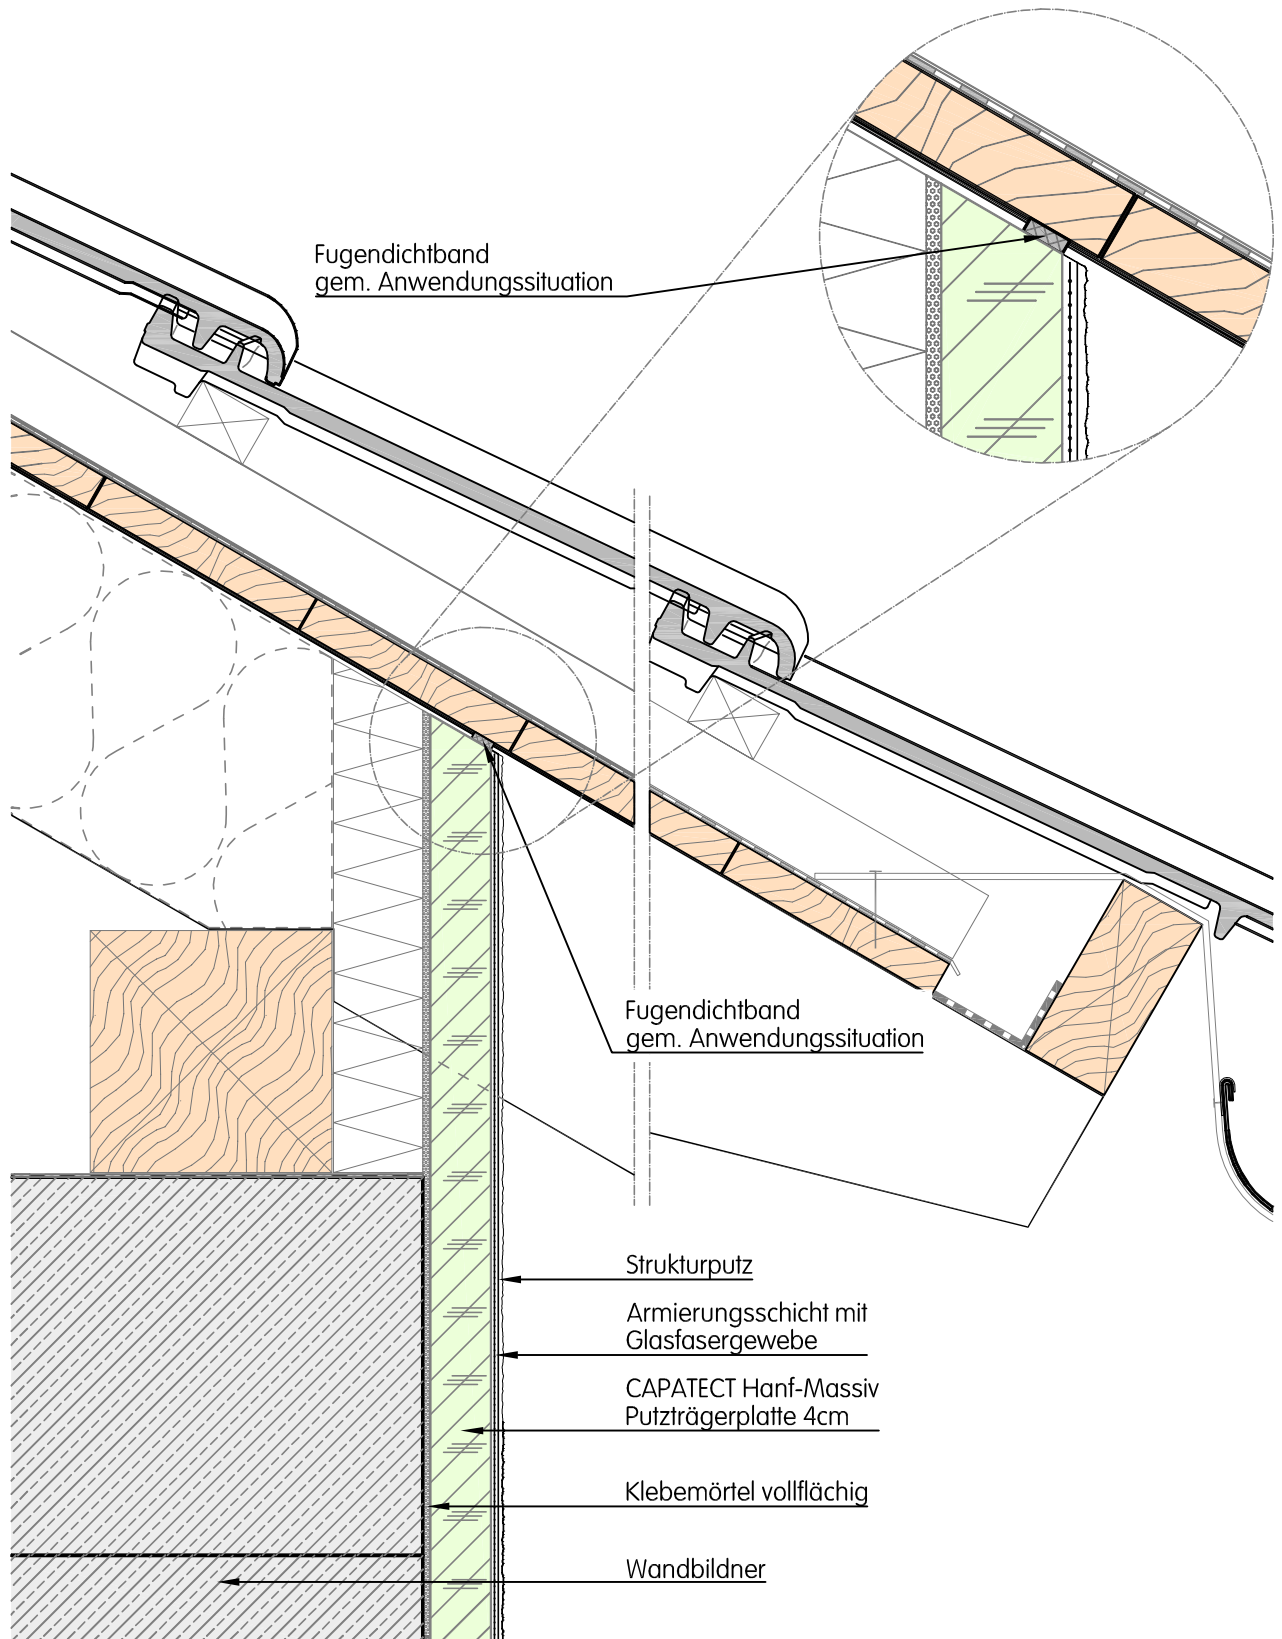 Fugendichtband
gem. Anwendungssituation
Fugendichtband
gem. Anwendungssituation
Strukturputz
Armierungsschicht mit
Glasfasergewebe
CAPATECT Hanf-Massiv
Putzträgerplatte 4cm
Klebemörtel vollflächig
Wandbildner